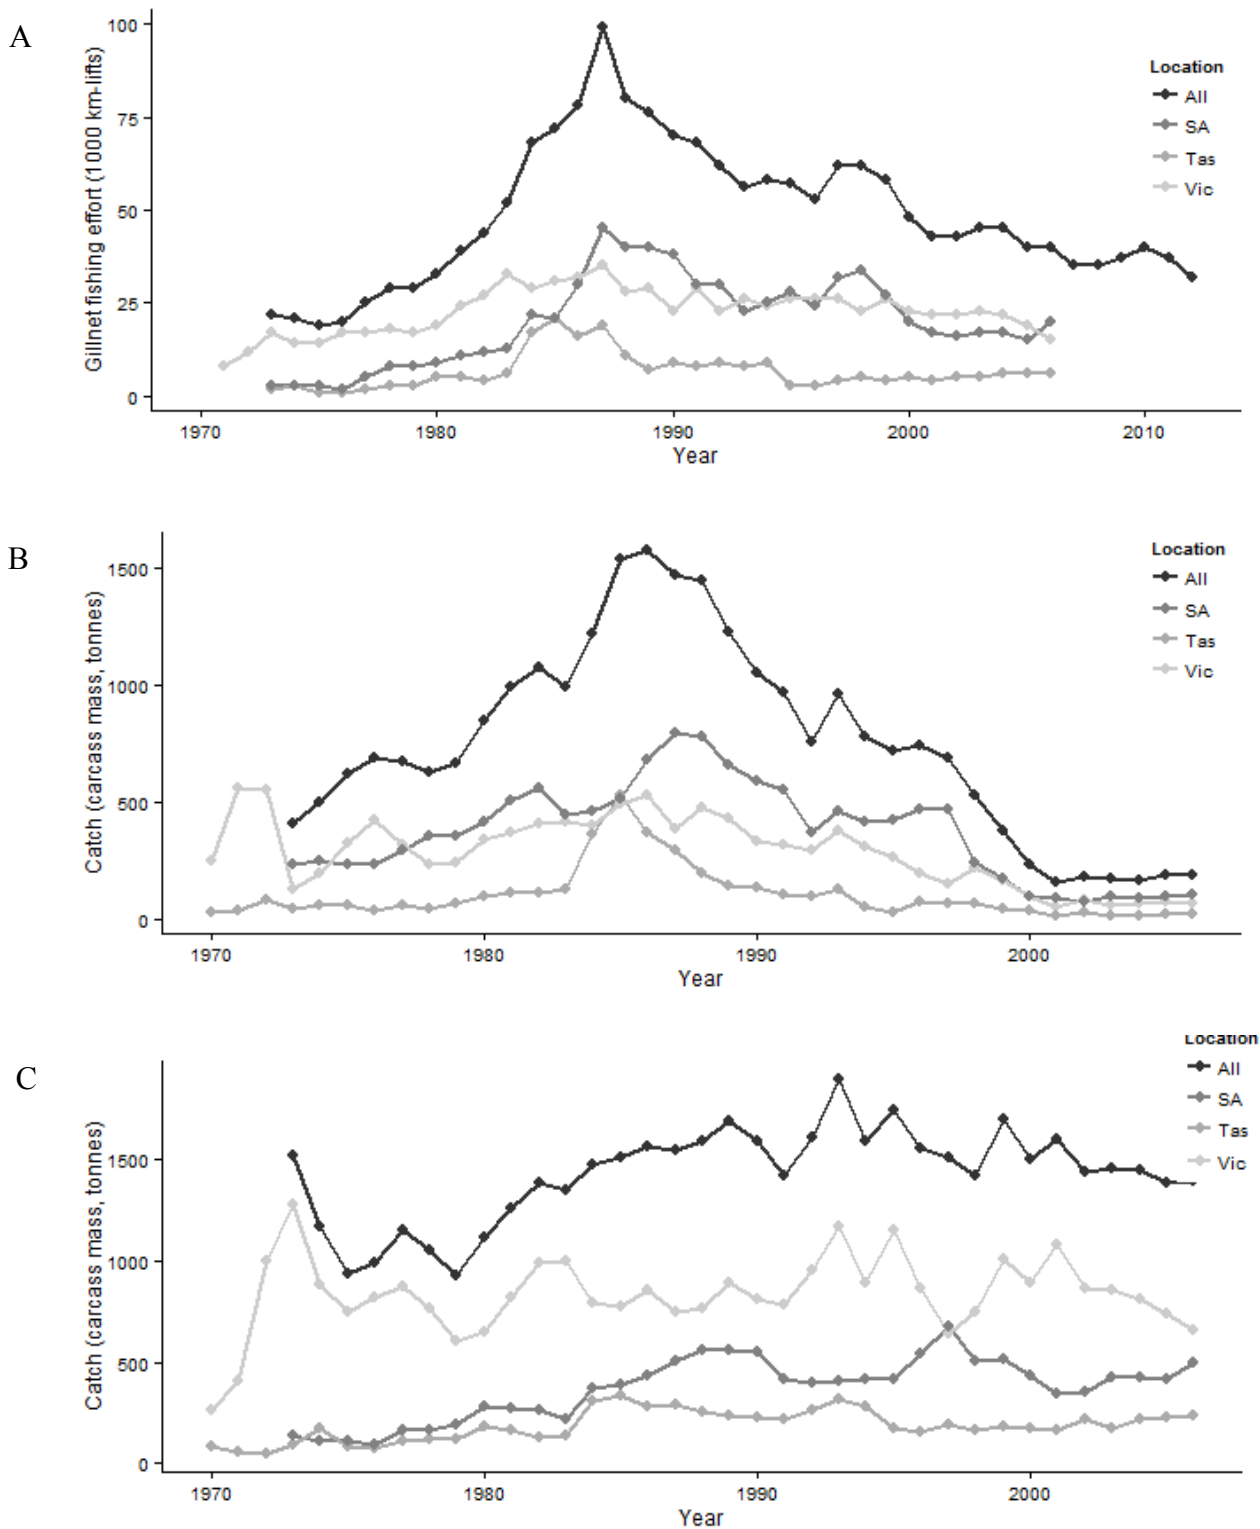 A
100
75
50
25
0
Gillnet fishing effort (1000 km-lifts)
Location
All
SA
Tas
Vic
1970 1980 1990 2000 2010
Year
B
1500
1000
500
0
Catch (carcass mass, tonnes)
Location
All
SA
Tas
Vic
1970 1980 1990 2000
Year
C
1500
1000
500
0
Catch (carcass mass, tonnes)
Location
All
SA
Tas
Vic
1970 1980 1990 2000
Year